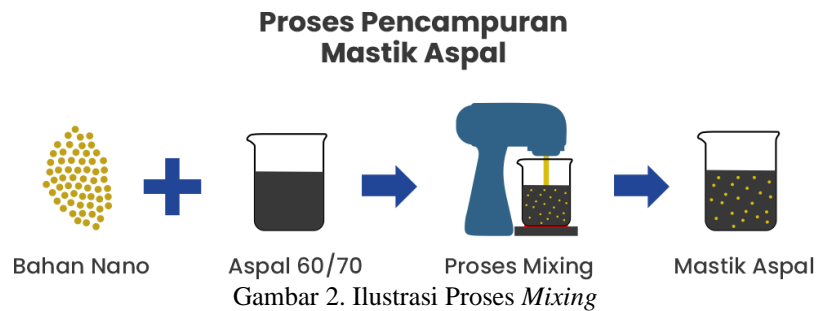 Proses Pencampuran
Mastik Aspal
Bahan Nano
Aspal 60/70
Proses Mixing
Mastik Aspal
Gambar 2. Ilustrasi Proses Mixing